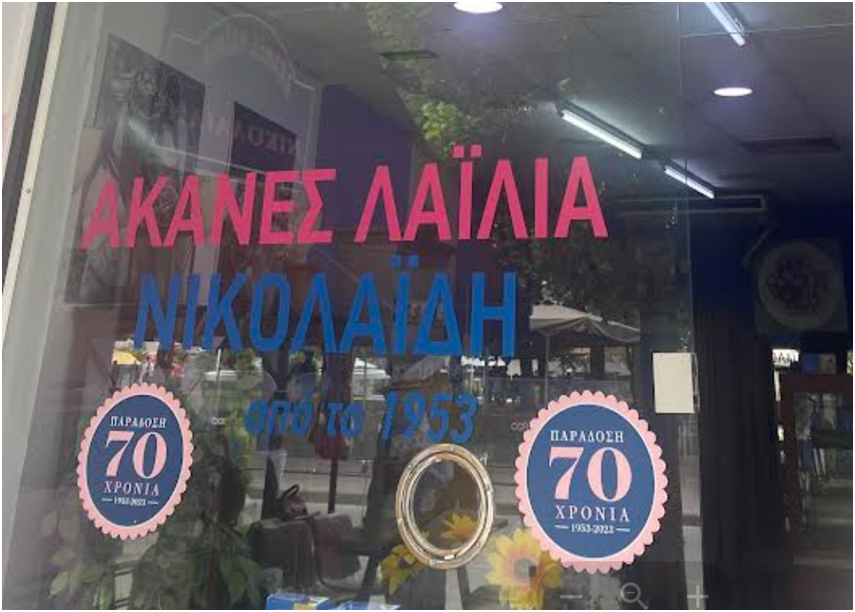 ΑΚΑΝΕΣ ΛΑΪΛΙΑ
ΝΙΚΟΛΑΪΔΗ
από το 1953
ΠΑΡΑΔΟΣΗ
70
ΧΡΟΝΙΑ
1953-2023
ΠΑΡΑΔΟΣΗ
70
ΧΡΟΝΙΑ
1953-2023